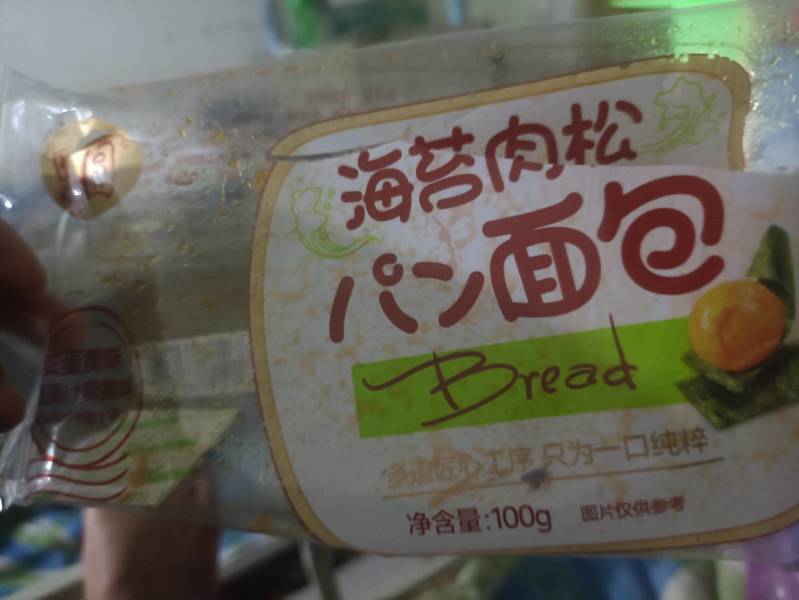 海苔肉松
パン面包
Bread
多道匠心工序 只为一口纯粹
净含量:100g
图片仅供参考